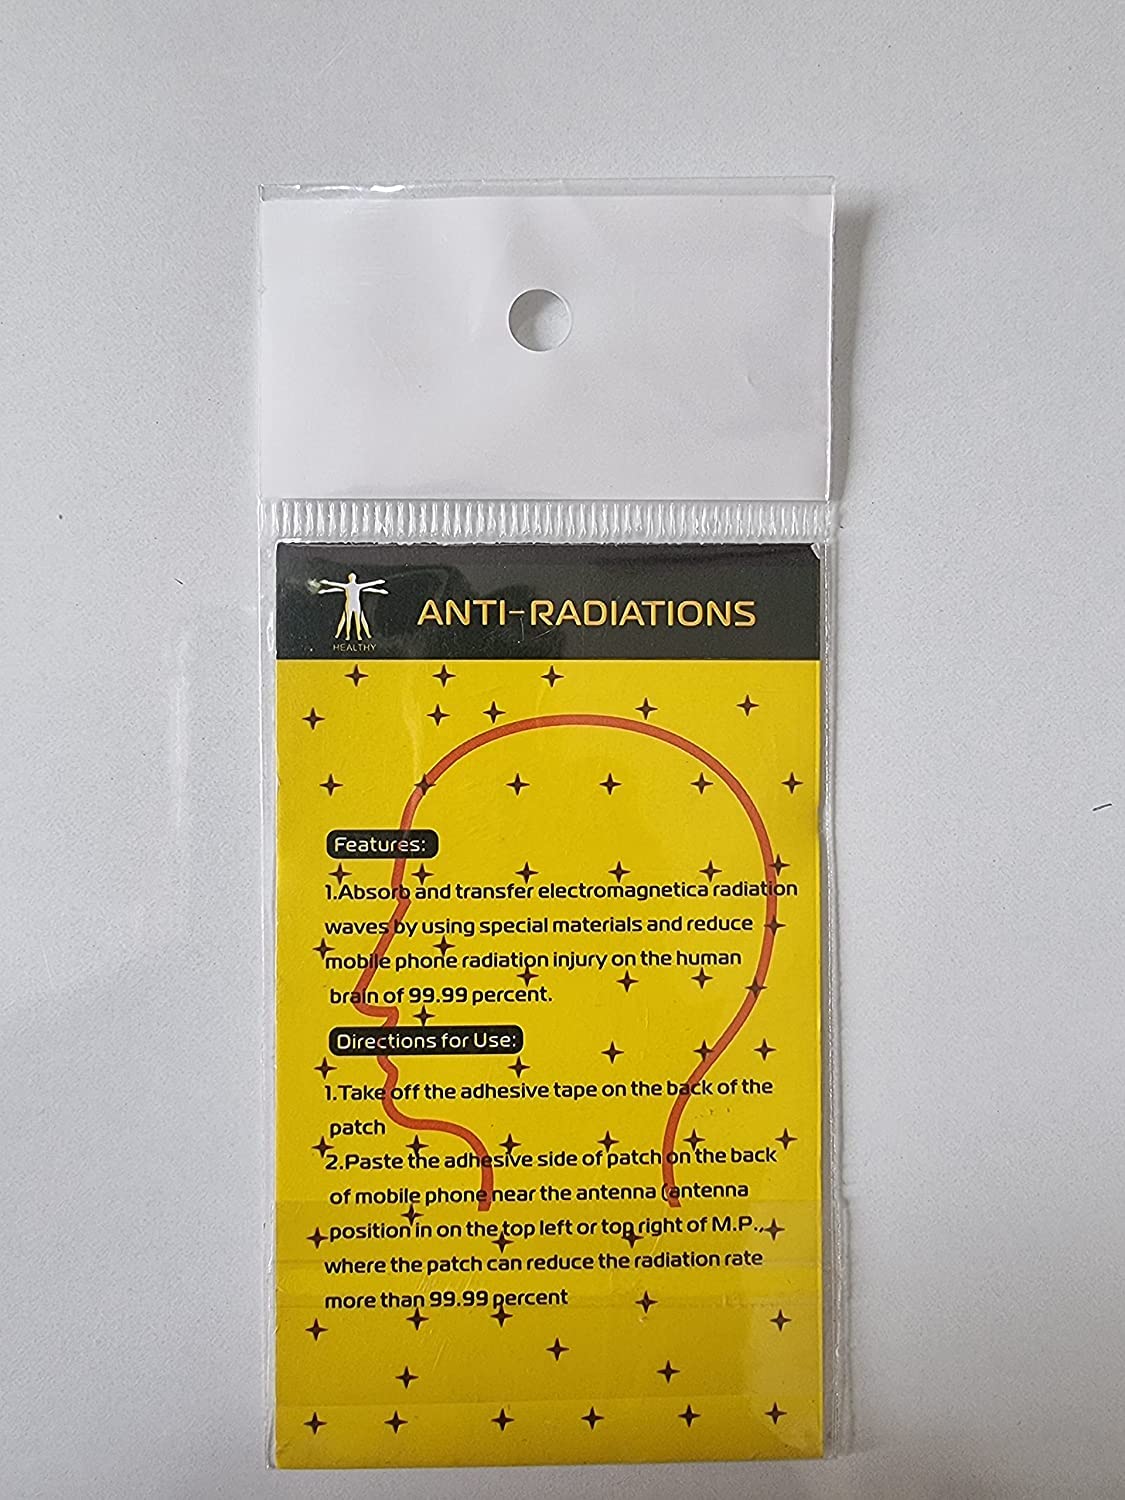 HEALTHY
ANTI-RADIATIONS
Features:
1.Absorb and transfer electromagnetica radiation
waves by using special materials and reduce
mobile phone radiation injury on the human
brain of 99.99 percent.
Directions for Use:
1.Take off the adhesive tape on the back of the
patch
2.Paste the adhesive side of patch on the back
of mobile phone near the antenna (antenna
position in on the top left or top right of M.P.,
where the patch can reduce the radiation rate
more than 99.99 percent